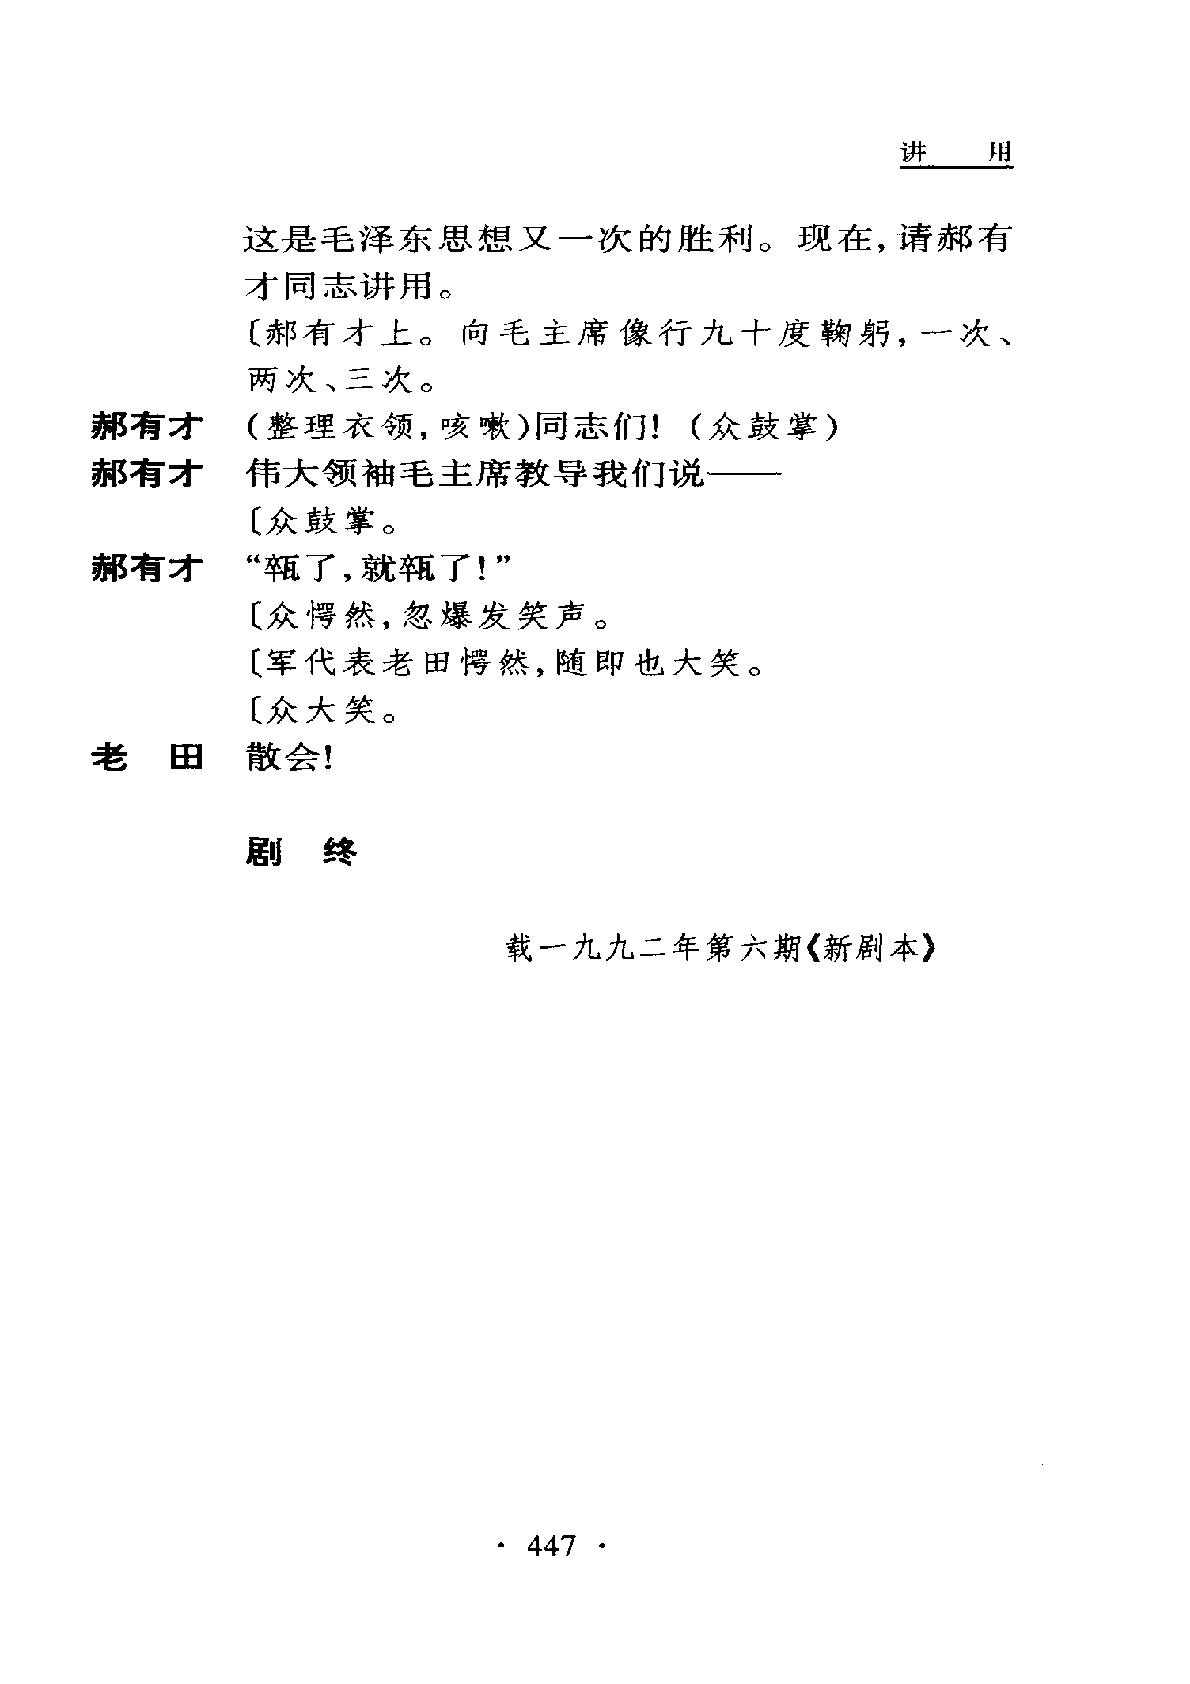 讲 用
这是毛泽东思想又一次的胜利。现在，请郝有
才同志讲用。
〔郝有才上。向毛主席像行九十度鞠躬，一次、
两次、三次。
郝有才 （整理衣领，咳嗽）同志们！（众鼓掌）
郝有才 伟大领袖毛主席教导我们说——
〔众鼓掌。
郝有才 “㼽了，就㼽了！”
〔众愕然，忽爆发笑声。
〔军代表老田愕然，随即也大笑。
〔众大笑。
老 田 散会！
剧 终
载一九九二年第六期《新剧本》
· 447 ·